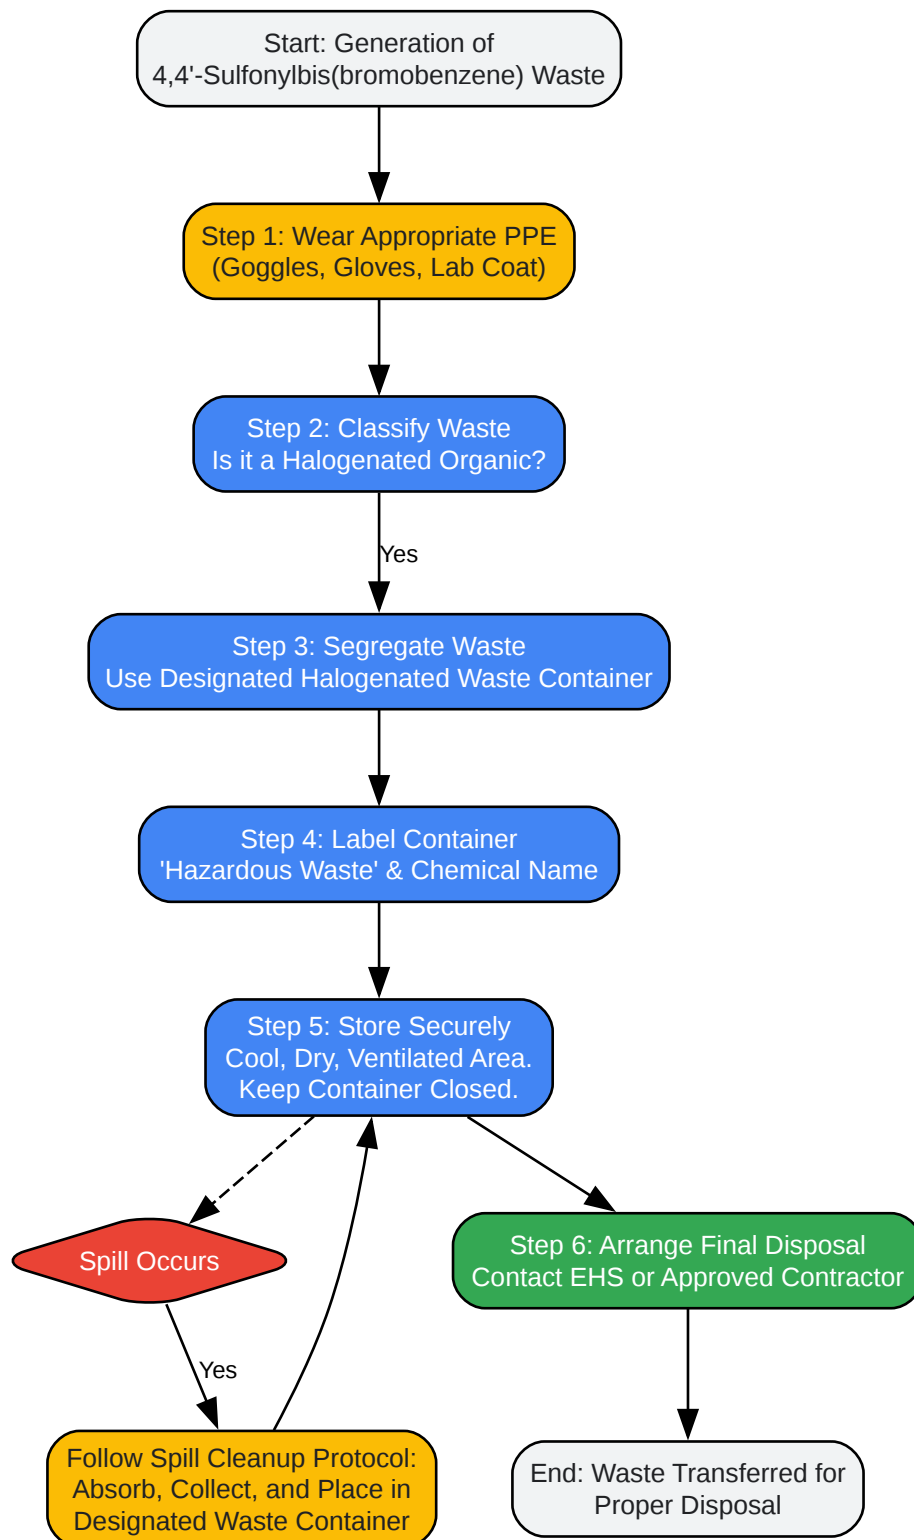 Start: Generation of
4,4'-Sulfonylbis(bromobenzene) Waste
Step 1: Wear Appropriate PPE
(Goggles, Gloves, Lab Coat)
Step 2: Classify Waste
Is it a Halogenated Organic?
Yes
Step 3: Segregate Waste
Use Designated Halogenated Waste Container
Step 4: Label Container
'Hazardous Waste' & Chemical Name
Step 5: Store Securely
Cool, Dry, Ventilated Area.
Keep Container Closed.
Spill Occurs
Step 6: Arrange Final Disposal
Contact EHS or Approved Contractor
Yes
Follow Spill Cleanup Protocol:
Absorb, Collect, and Place in
Designated Waste Container
End: Waste Transferred for
Proper Disposal